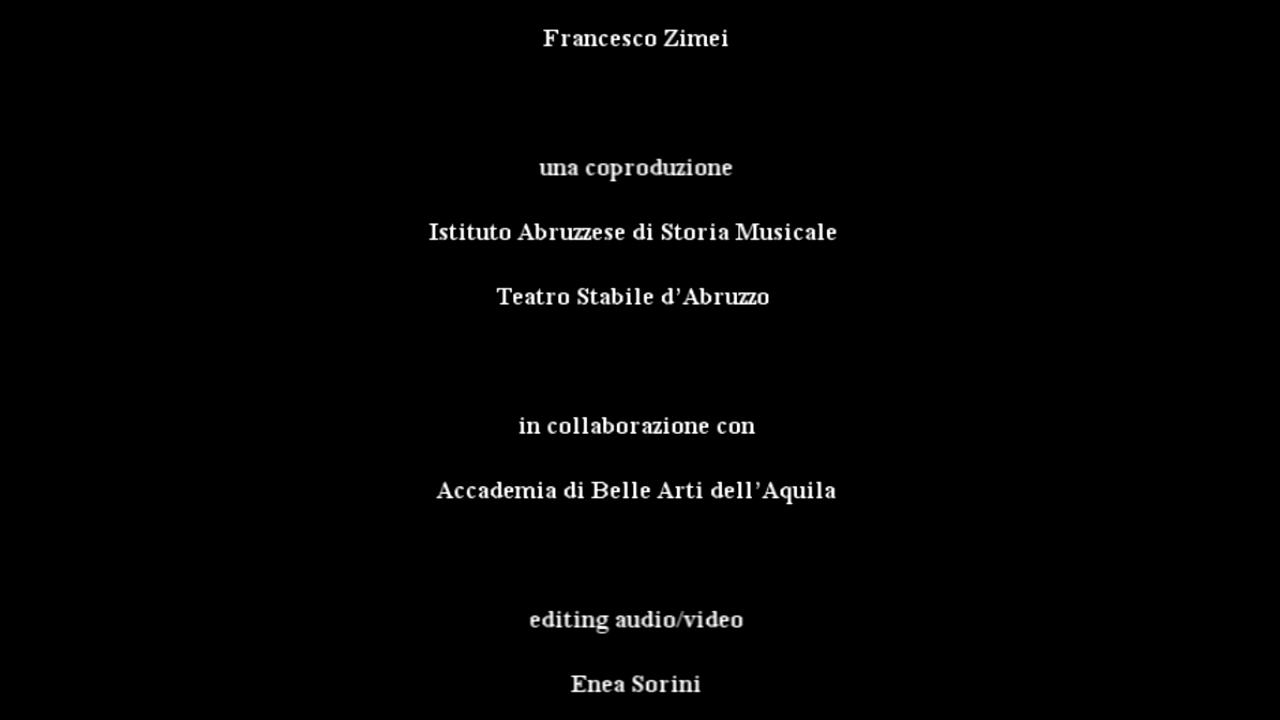 Francesco Zimei
una coproduzione
Istituto Abruzzese di Storia Musicale
Teatro Stabile d’Abruzzo
in collaborazione con
Accademia di Belle Arti dell’Aquila
editing audio/video
Enea Sorini